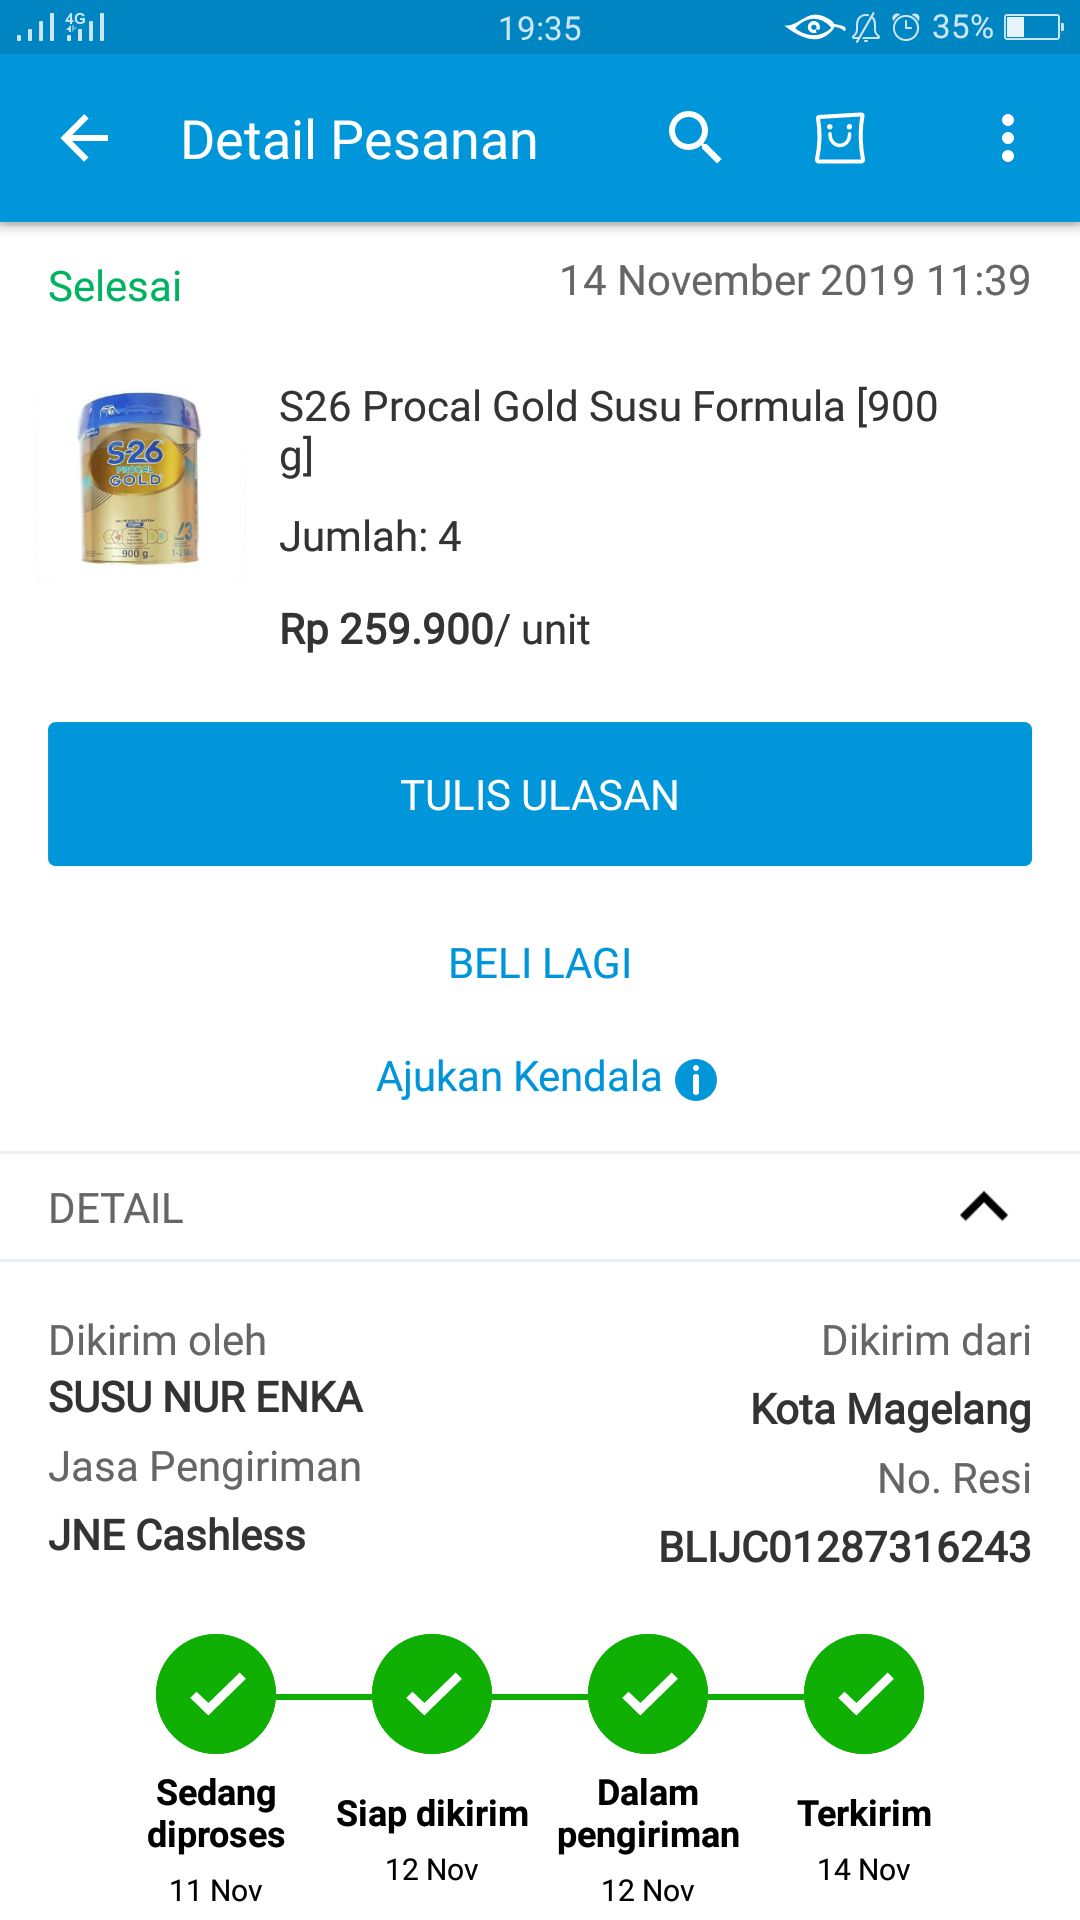 4G
19:35
35%
Detail Pesanan
Selesai
14 November 2019 11:39
S-26
PROCAL
GOLD
3
900 g
S26 Procal Gold Susu Formula [900
g]
Jumlah: 4
Rp 259.900/ unit
TULIS ULASAN
BELI LAGI
Ajukan Kendala
DETAIL
Dikirim oleh
Dikirim dari
SUSU NUR ENKA
Kota Magelang
Jasa Pengiriman
No. Resi
JNE Cashless
BLIJC01287316243
Sedang
diproses
11 Nov
Siap dikirim
12 Nov
Dalam
pengiriman
12 Nov
Terkirim
14 Nov